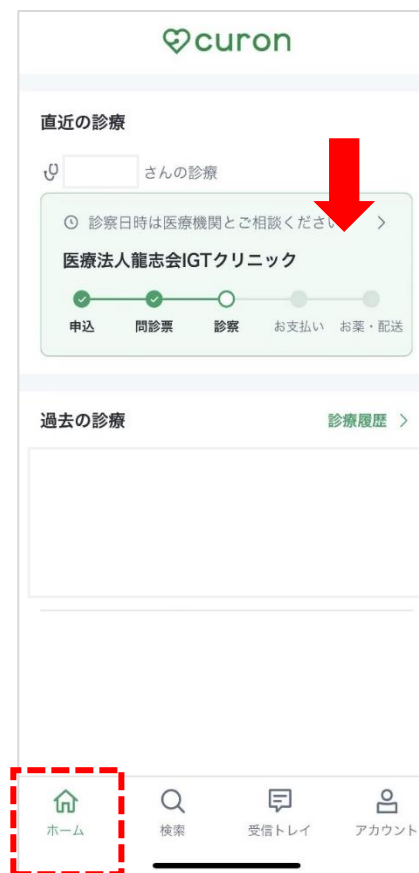 curon
直近の診療
さんの診療
診察日時は医療機関とご相談ください
医療法人龍志会IGTクリニック
申込 問診票 診察 お支払い お薬・配送
過去の診療 診療履歴
ホーム 検索 受信トレイ アカウント